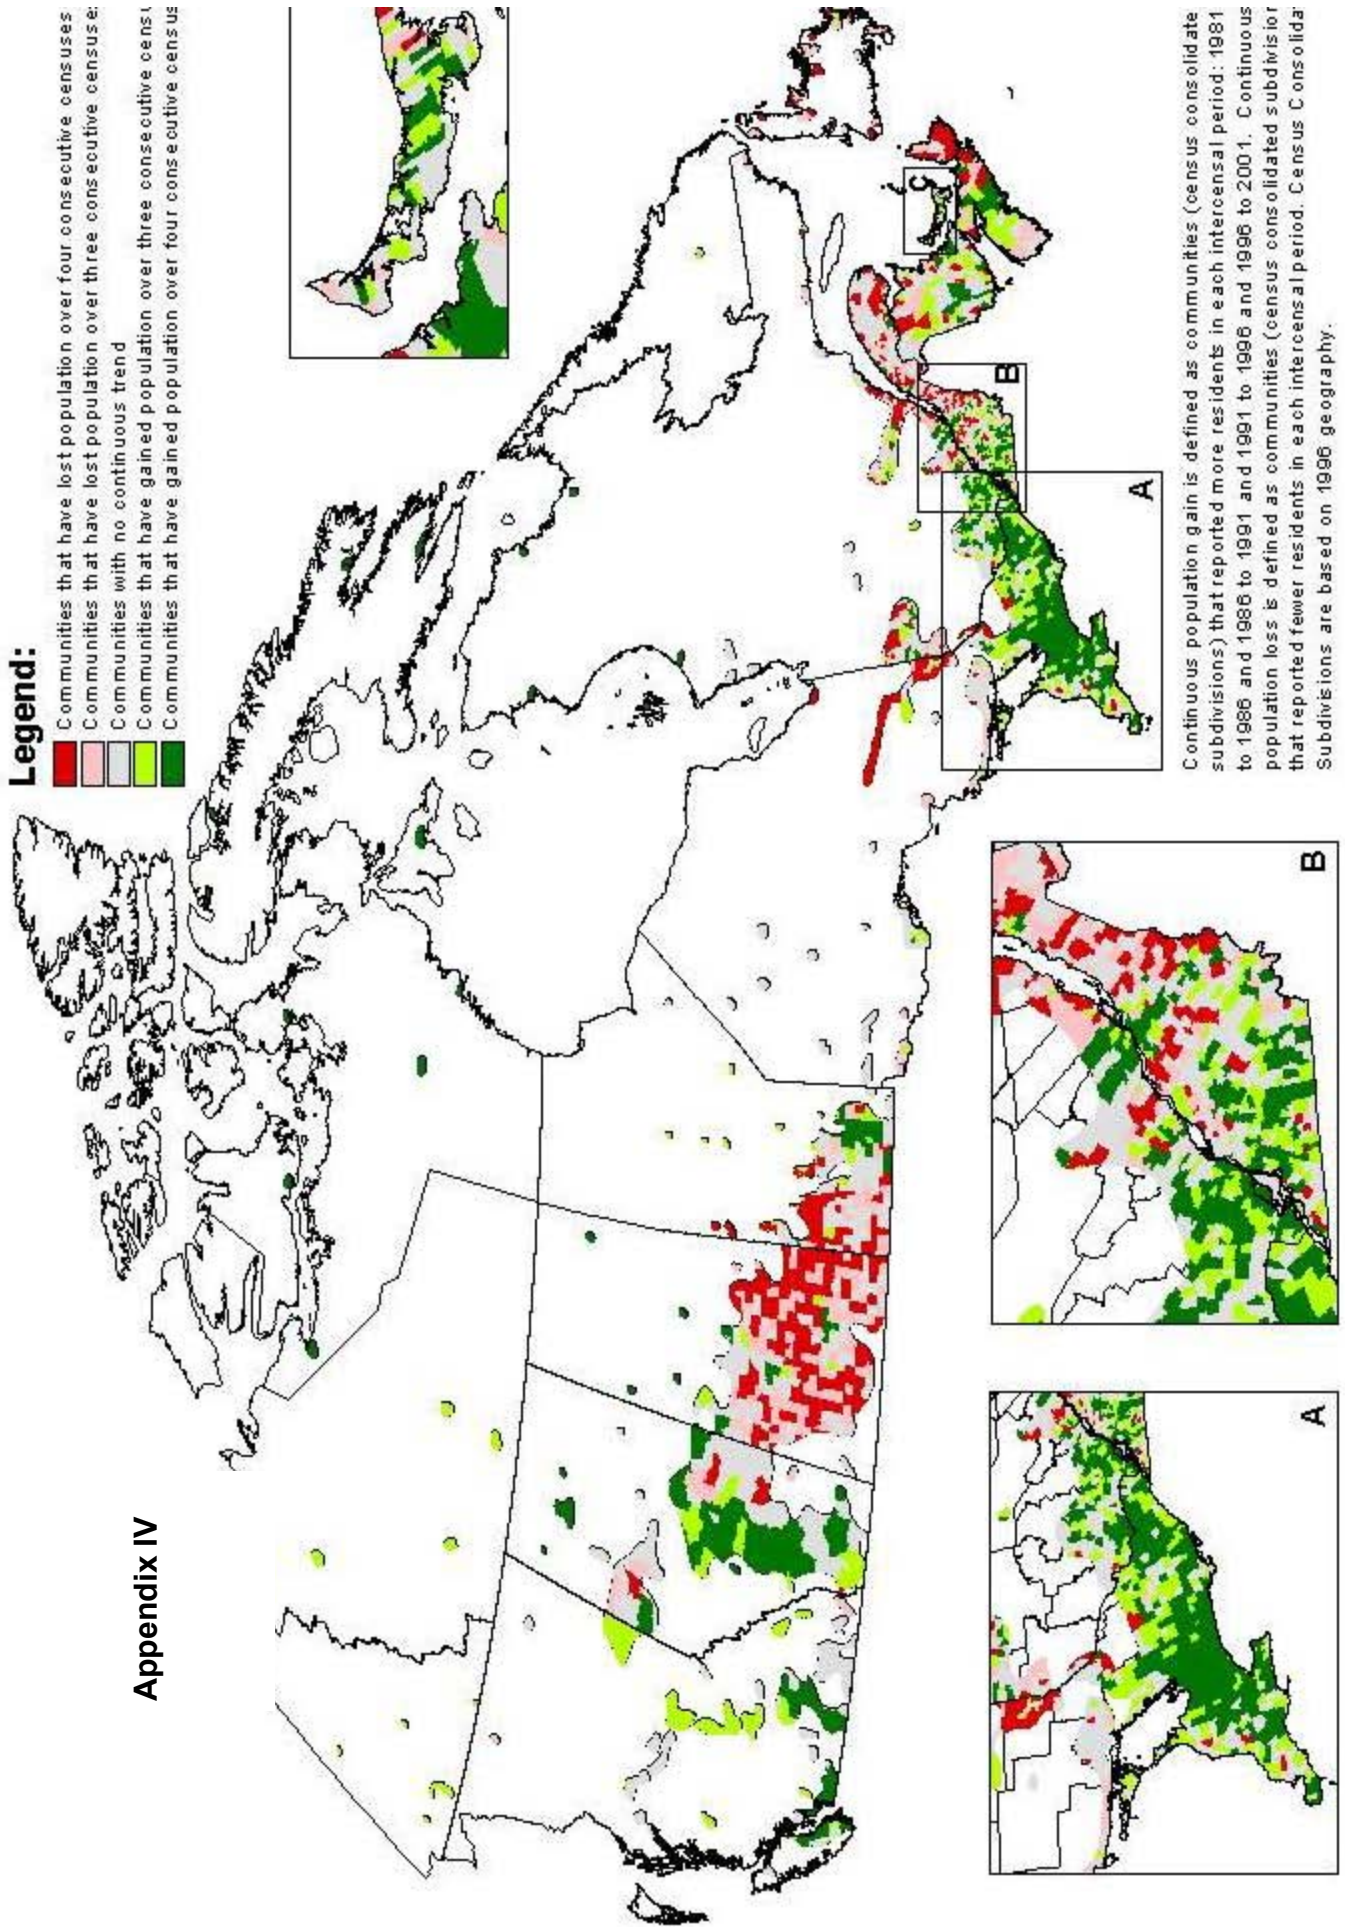 Appendix IV
Legend:
Communities that have lost population over four consecutive censuses
Communities that have lost population over three consecutive censuses
Communities with no continuous trend
Communities that have gained population over three consecutive
Communities that have gained population over four consecutive census
C
B
A
B
A
Continuous population gain is defined as communities (census consolidate
subdivisions) that reported more residents in each intercensal period: 1981
to 1986 and 1986 to 1991 and 1991 to 1996 and 1996 to 2001. Continuous
population loss is defined as communities (census consolidated subdivision
that reported fewer residents in each intercensal period. Census Consolida
Subdivisions are based on 1996 geography.